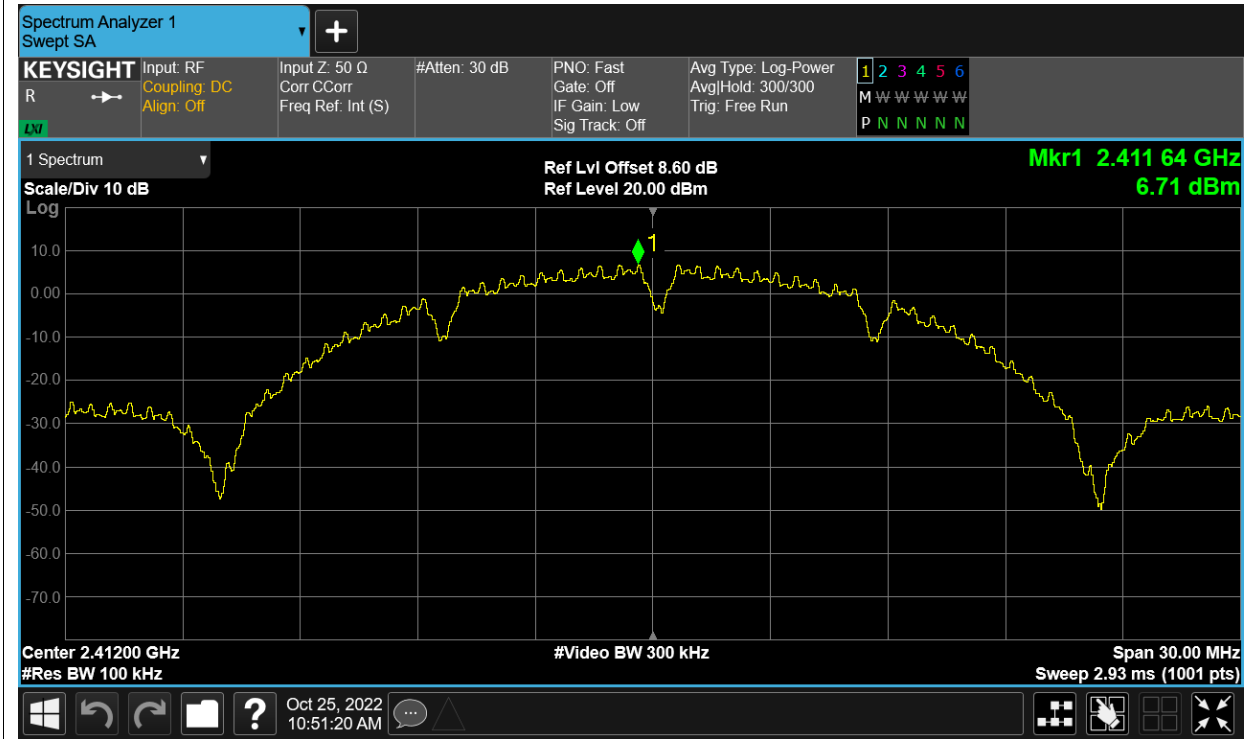 Spectrum Analyzer 1
Swept SA
KEYSIGHT
R
LXI
Input: RF
Coupling: DC
Align: Off
Input Z: 50 Ω
Corr CCorr
Freq Ref: Int (S)
#Atten: 30 dB
PNO: Fast
Gate: Off
IF Gain: Low
Sig Track: Off
Avg Type: Log-Power
Avg|Hold: 300/300
Trig: Free Run
1 2 3 4 5 6
M W W W W W
P N N N N N
1 Spectrum
Scale/Div 10 dB
Log
Ref Lvl Offset 8.60 dB
Ref Level 20.00 dBm
Mkr1 2.411 64 GHz
6.71 dBm
1
10.0
0.00
-10.0
-20.0
-30.0
-40.0
-50.0
-60.0
-70.0
Center 2.41200 GHz
#Video BW 300 kHz
Span 30.00 MHz
#Res BW 100 kHz
Sweep 2.93 ms (1001 pts)
?
Oct 25, 2022
10:51:20 AM